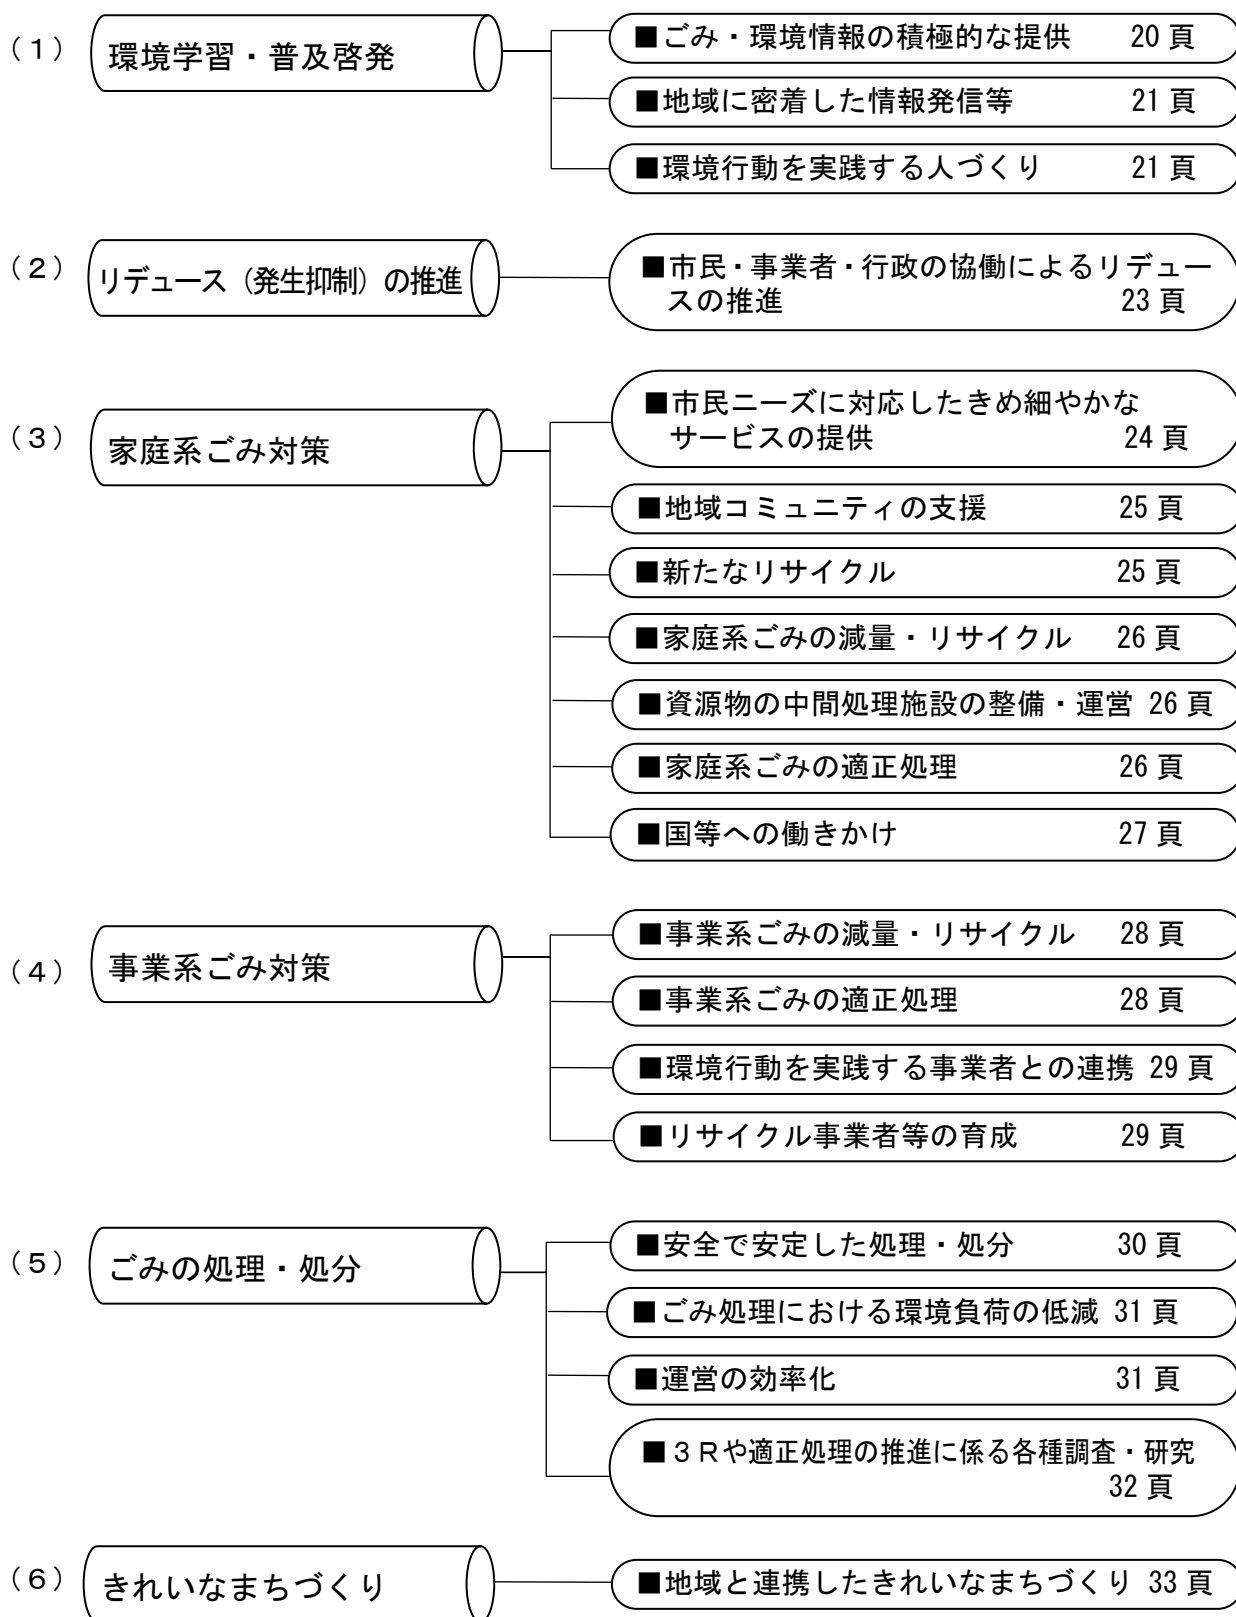 （１）
環境学習・普及啓発
■ごみ・環境情報の積極的な提供 20 頁
■地域に密着した情報発信等 21 頁
■環境行動を実践する人づくり 21 頁
（２）
リデュース（発生抑制）の推進
■市民・事業者・行政の協働によるリデュー
スの推進 23 頁
（３）
家庭系ごみ対策
■市民ニーズに対応したきめ細やかな
サービスの提供 24 頁
■地域コミュニティの支援 25 頁
■新たなリサイクル 25 頁
■家庭系ごみの減量・リサイクル 26 頁
■資源物の中間処理施設の整備・運営 26 頁
■家庭系ごみの適正処理 26 頁
■国等への働きかけ 27 頁
（４）
事業系ごみ対策
■事業系ごみの減量・リサイクル 28 頁
■事業系ごみの適正処理 28 頁
■環境行動を実践する事業者との連携 29 頁
■リサイクル事業者等の育成 29 頁
（５）
ごみの処理・処分
■安全で安定した処理・処分 30 頁
■ごみ処理における環境負荷の低減 31 頁
■運営の効率化 31 頁
■３Ｒや適正処理の推進に係る各種調査・研究
32 頁
（６）
きれいなまちづくり
■地域と連携したきれいなまちづくり 33 頁